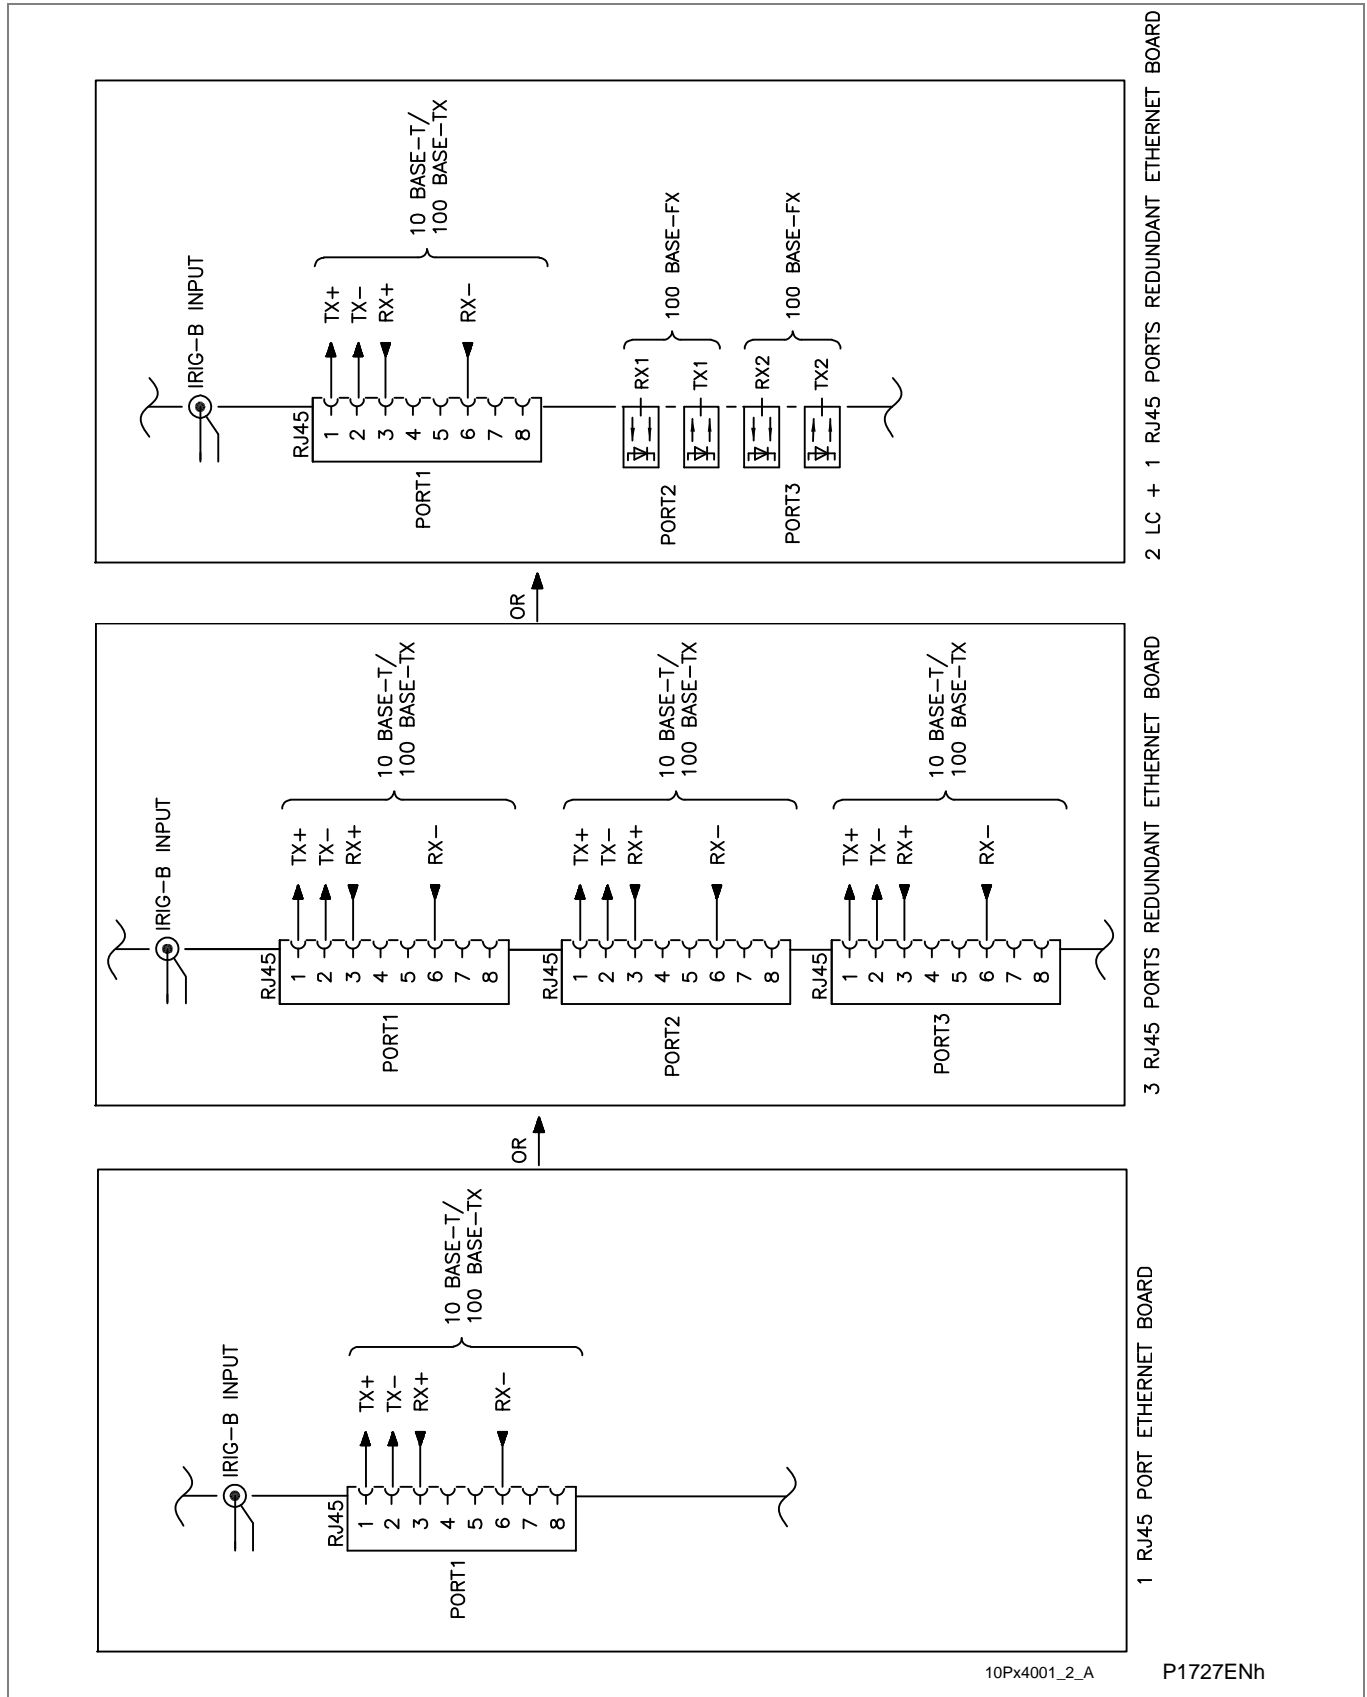 IRIG-B INPUT
RJ45
1
2
3
4
5
6
7
8
TX+
TX-
RX+
RX-
10 BASE-T/
100 BASE-TX
PORT1
1 RJ45 PORT ETHERNET BOARD
OR
IRIG-B INPUT
RJ45
1
2
3
4
5
6
7
8
TX+
TX-
RX+
RX-
10 BASE-T/
100 BASE-TX
PORT1
RJ45
1
2
3
4
5
6
7
8
TX+
TX-
RX+
RX-
10 BASE-T/
100 BASE-TX
PORT2
RJ45
1
2
3
4
5
6
7
8
TX+
TX-
RX+
RX-
10 BASE-T/
100 BASE-TX
PORT3
3 RJ45 PORTS REDUNDANT ETHERNET BOARD
OR
IRIG-B INPUT
RJ45
1
2
3
4
5
6
7
8
TX+
TX-
RX+
RX-
10 BASE-T/
100 BASE-TX
PORT1
RX1
TX1
100 BASE-FX
PORT2
RX2
TX2
100 BASE-FX
PORT3
2 LC + 1 RJ45 PORTS REDUNDANT ETHERNET BOARD
10Px4001_2_A
P1727ENh